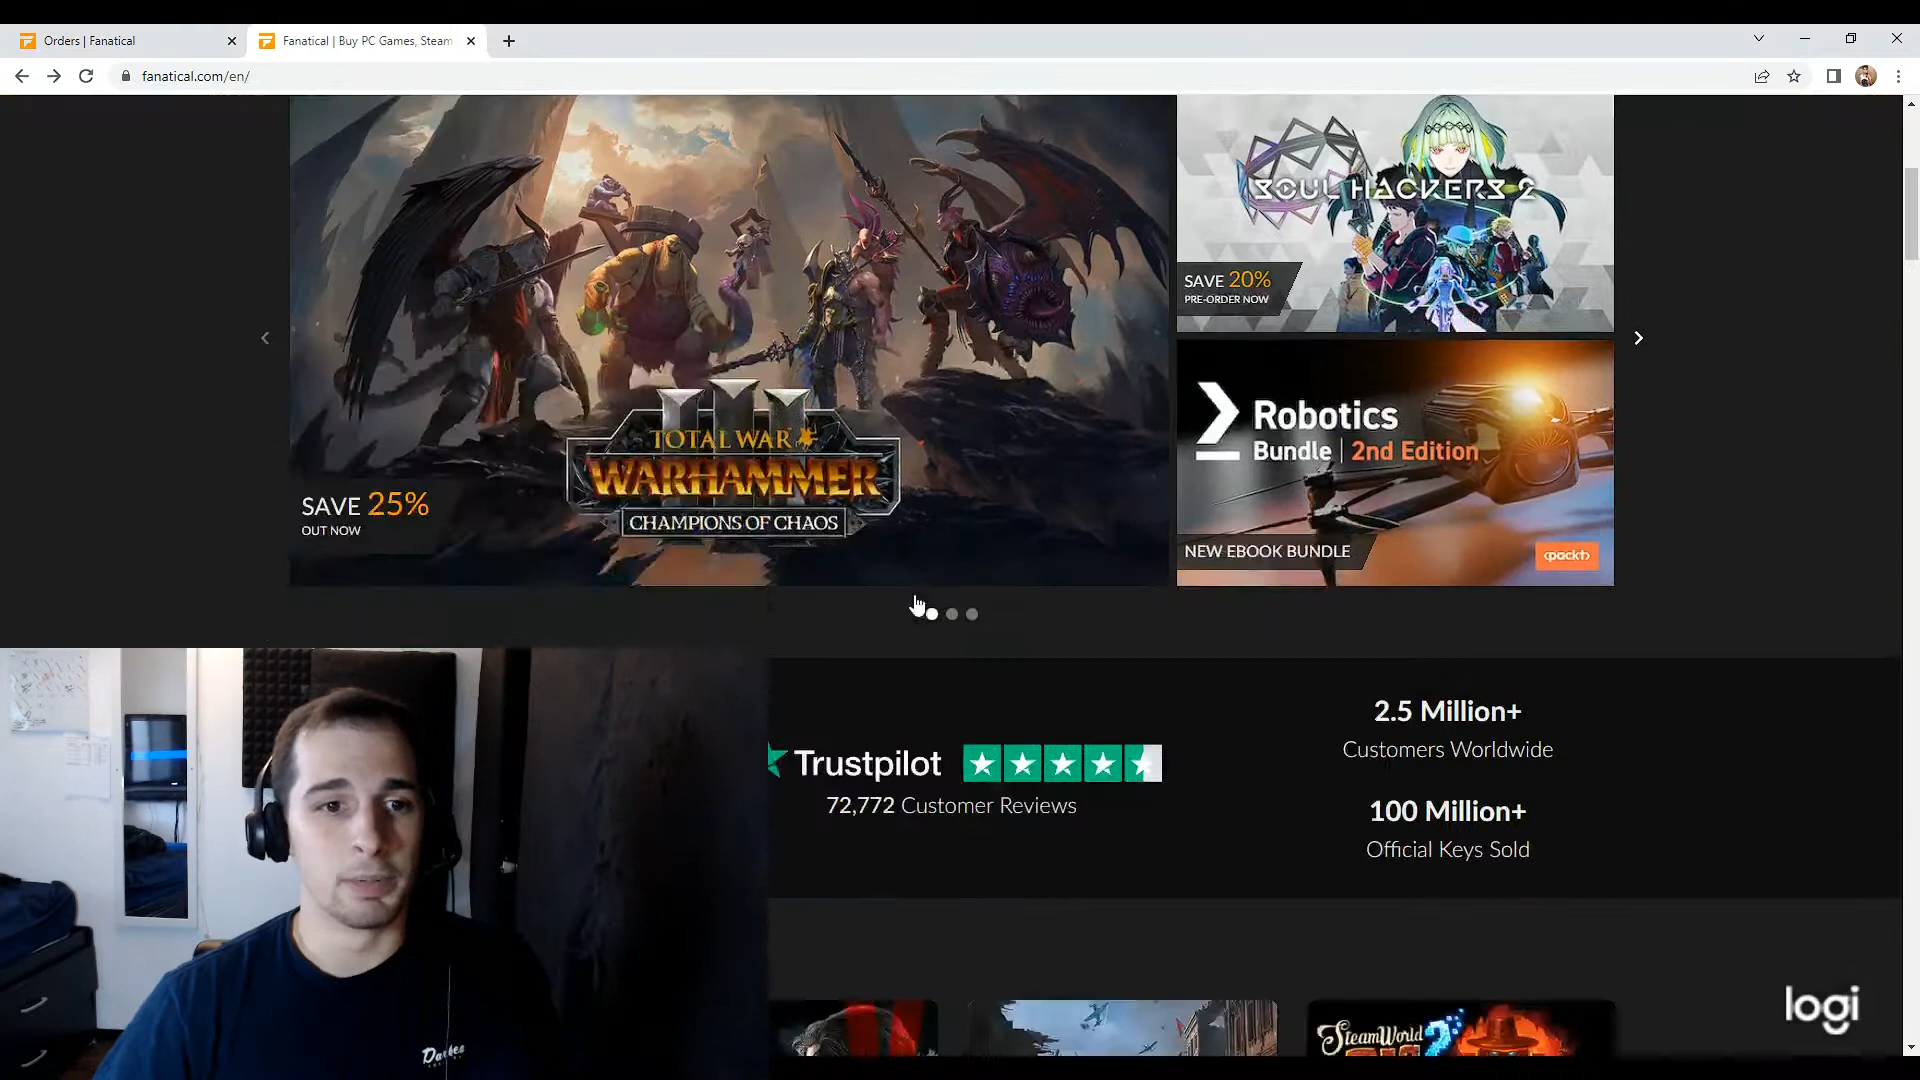 Orders | Fanatical
Fanatical | Buy PC Games, Steam
fanatical.com/en/
SOUL HACKERS 2
SAVE 20%
PRE-ORDER NOW
TOTAL WAR
WARHAMMER
III
CHAMPIONS OF CHAOS
SAVE 25%
OUT NOW
Robotics
Bundle | 2nd Edition
NEW EBOOK BUNDLE
<packt>
Trustpilot
72,772 Customer Reviews
2.5 Million+
Customers Worldwide
100 Million+
Official Keys Sold
SteamWorld
logi